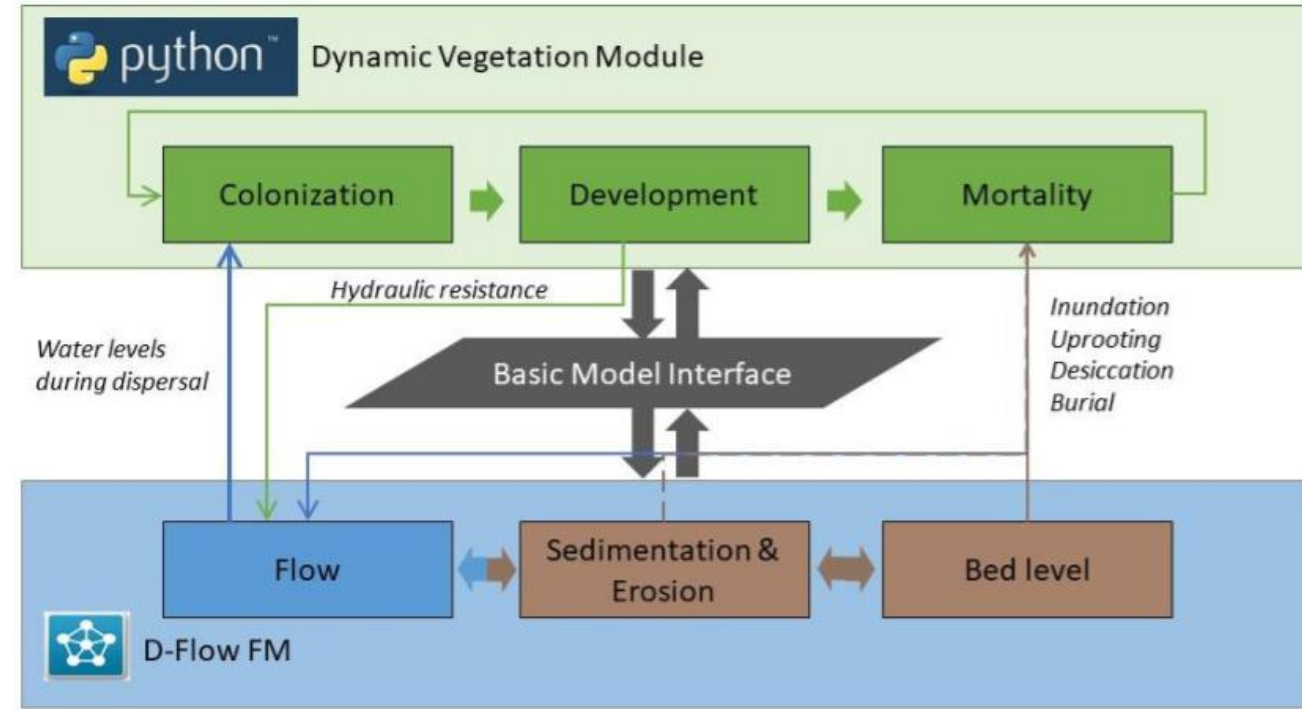 python™ Dynamic Vegetation Module
Colonization
Development
Mortality
Hydraulic resistance
Water levels
during dispersal
Inundation
Uprooting
Desiccation
Burial
Basic Model Interface
Flow
Sedimentation &
Erosion
Bed level
D-Flow FM